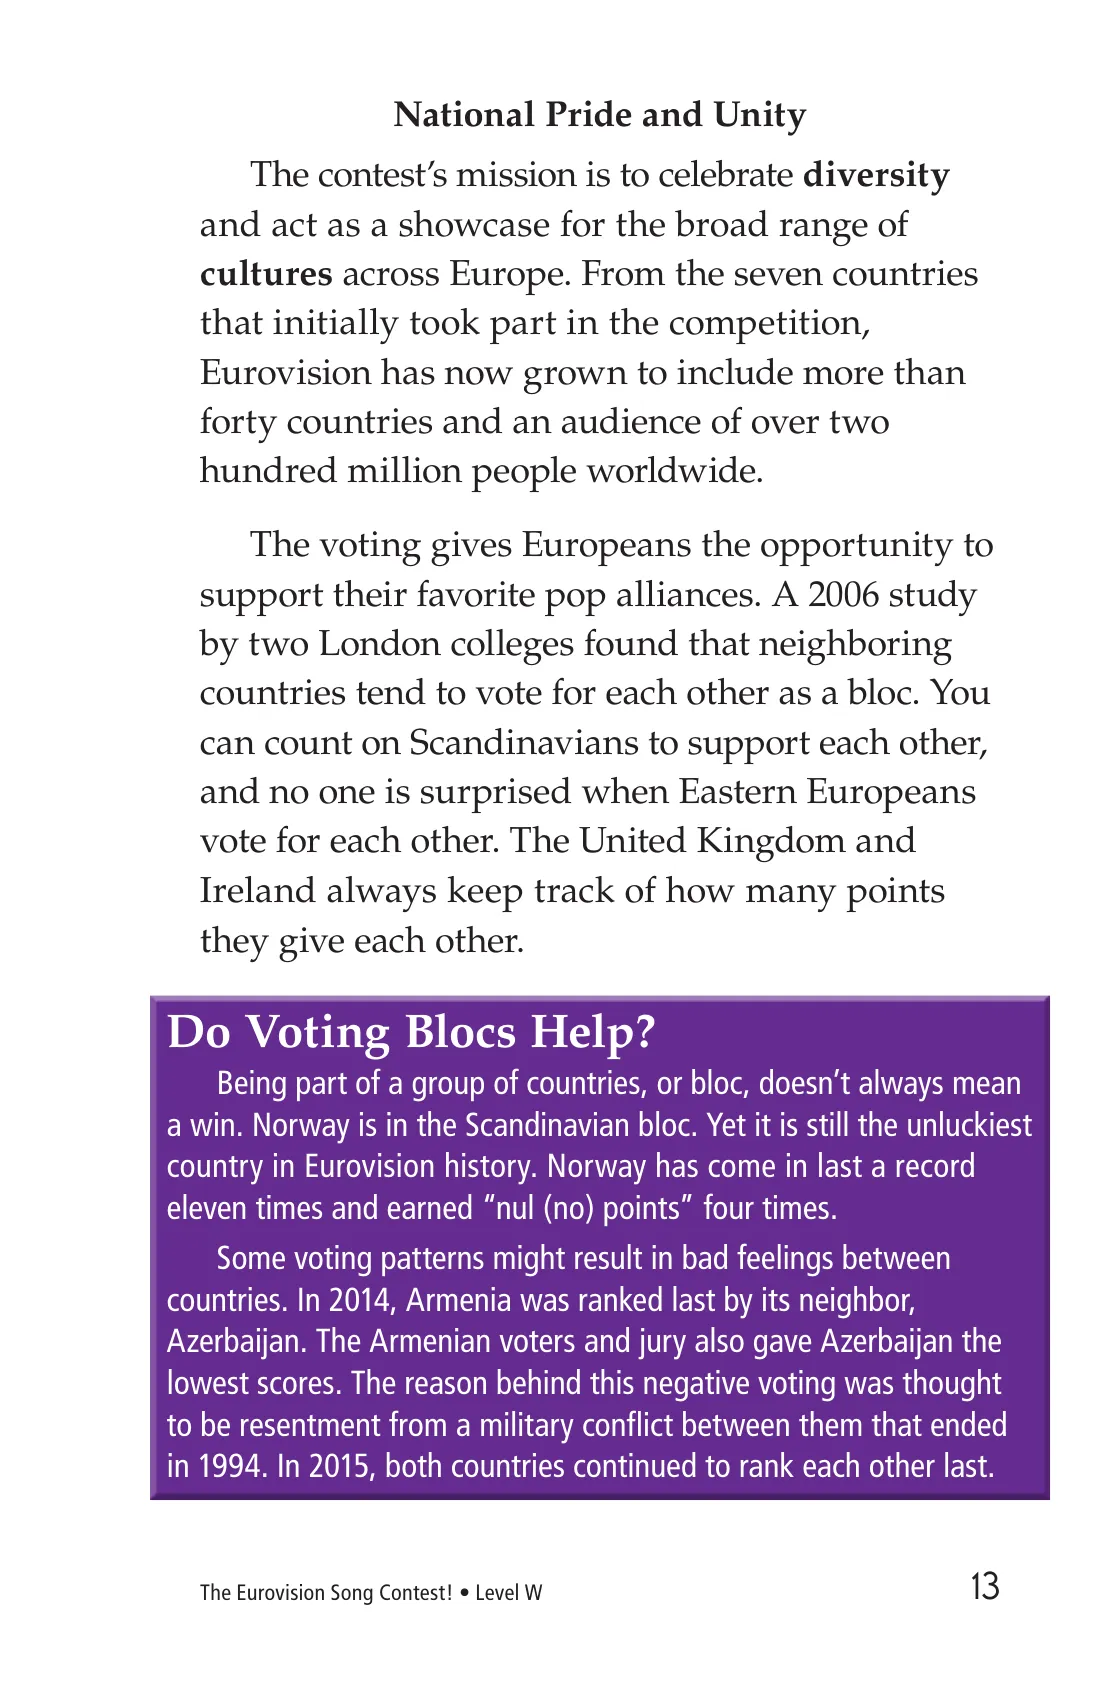 National Pride and Unity
The contest’s mission is to celebrate diversity
and act as a showcase for the broad range of
cultures across Europe. From the seven countries
that initially took part in the competition,
Eurovision has now grown to include more than
forty countries and an audience of over two
hundred million people worldwide.
The voting gives Europeans the opportunity to
support their favorite pop alliances. A 2006 study
by two London colleges found that neighboring
countries tend to vote for each other as a bloc. You
can count on Scandinavians to support each other,
and no one is surprised when Eastern Europeans
vote for each other. The United Kingdom and
Ireland always keep track of how many points
they give each other.
Do Voting Blocs Help?
Being part of a group of countries, or bloc, doesn’t always mean
a win. Norway is in the Scandinavian bloc. Yet it is still the unluckiest
country in Eurovision history. Norway has come in last a record
eleven times and earned “nul (no) points” four times.
Some voting patterns might result in bad feelings between
countries. In 2014, Armenia was ranked last by its neighbor,
Azerbaijan. The Armenian voters and jury also gave Azerbaijan the
lowest scores. The reason behind this negative voting was thought
to be resentment from a military conflict between them that ended
in 1994. In 2015, both countries continued to rank each other last.
The Eurovision Song Contest! • Level W
13